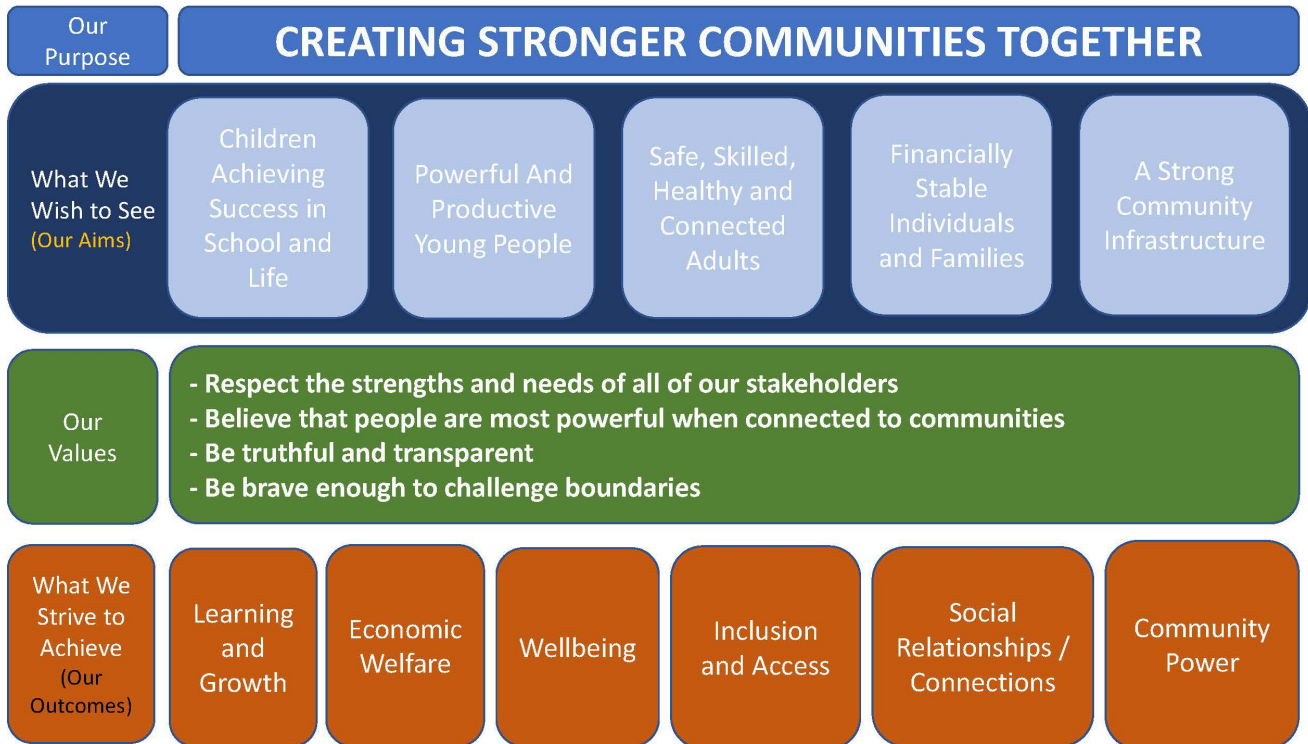 Our
Purpose
CREATING STRONGER COMMUNITIES TOGETHER
What We
Wish to See
(Our Aims)
Children
Achieving
Success in
School and
Life
Powerful And
Productive
Young People
Safe, Skilled,
Healthy and
Connected
Adults
Financially
Stable
Individuals
and Families
A Strong
Community
Infrastructure
Our
Values
- Respect the strengths and needs of all of our stakeholders
- Believe that people are most powerful when connected to communities
- Be truthful and transparent
- Be brave enough to challenge boundaries
What We
Strive to
Achieve
(Our
Outcomes)
Learning
and
Growth
Economic
Welfare
Wellbeing
Inclusion
and Access
Social
Relationships /
Connections
Community
Power